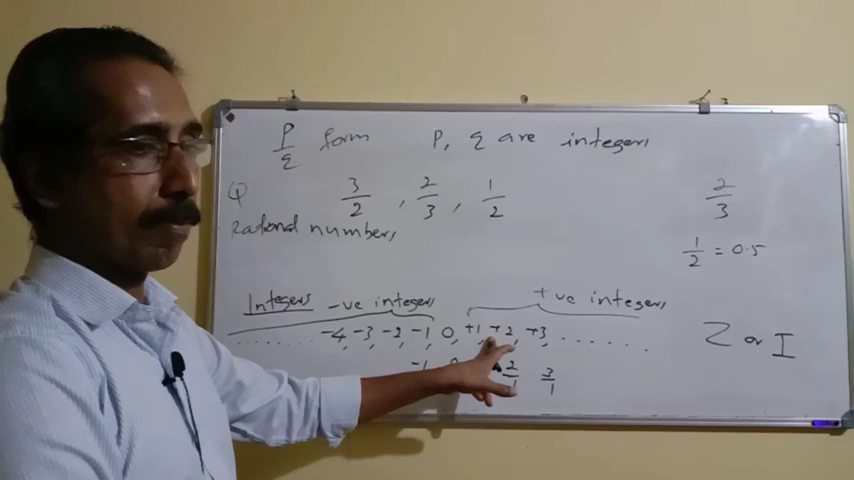 P/q form P, q are integers
Q 3/2 , 2/3 , 1/2 2/3
Rational numbers
1/2 = 0.5
Integers -ve integers +ve integers
........ -4, -3, -2, -1, 0, +1, +2, +3, ....... Z or I
-1 2/1 3/1